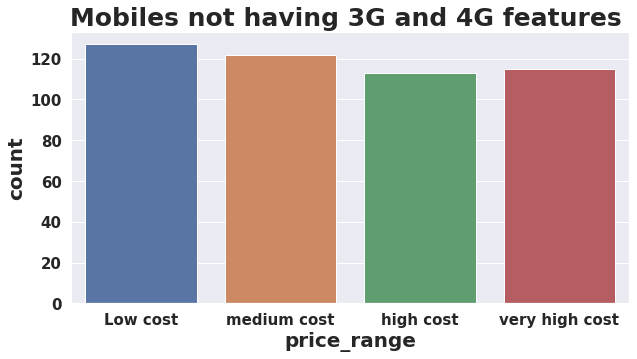 Mobiles not having 3G and 4G features
count
120
100
80
60
40
20
0
Low cost medium cost high cost very high cost
price_range